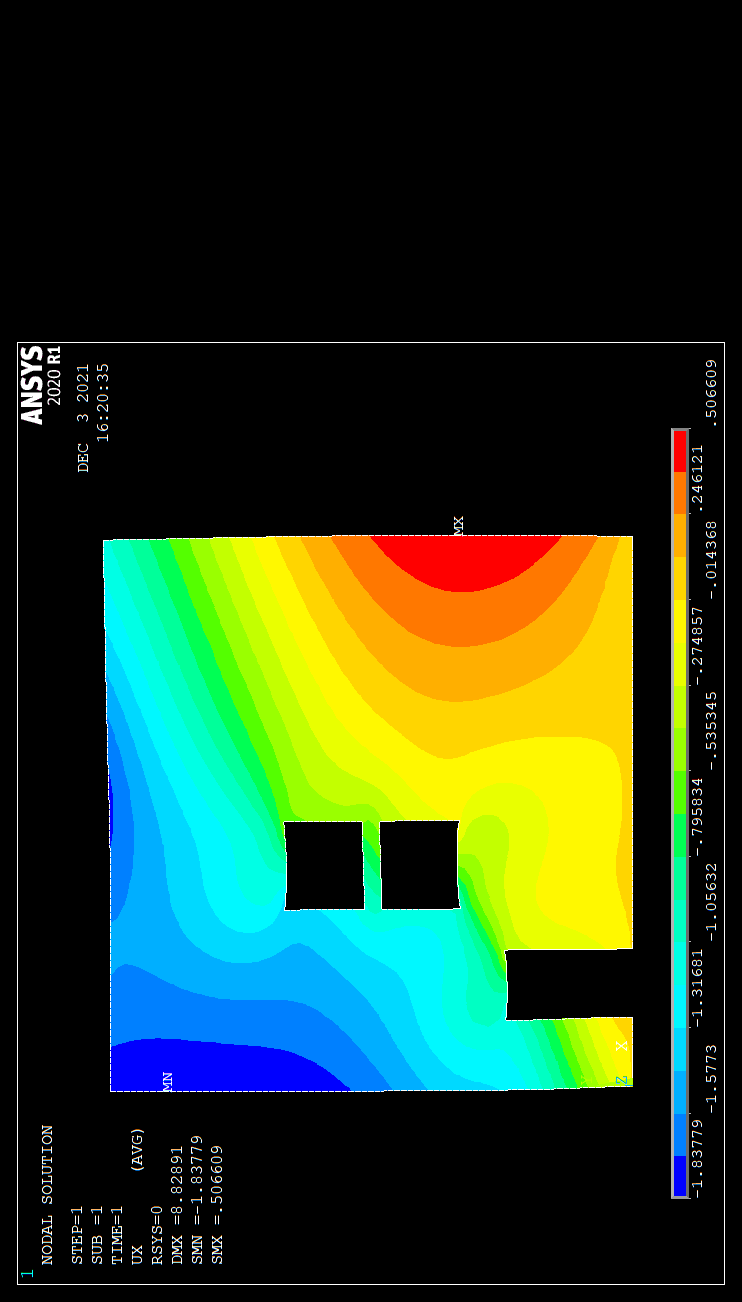 1
NODAL SOLUTION
STEP=1
SUB =1
TIME=1
UX       (AVG)
RSYS=0
DMX =8.82891
SMN =-1.83779
SMX =.506609
ANSYS
2020 R1
DEC  3 2021
16:20:35
MN
MX
Z X
-1.83779
-1.5773
-1.31681
-1.05632
-.795834
-.535345
-.274857
-.014368
.246121
.506609